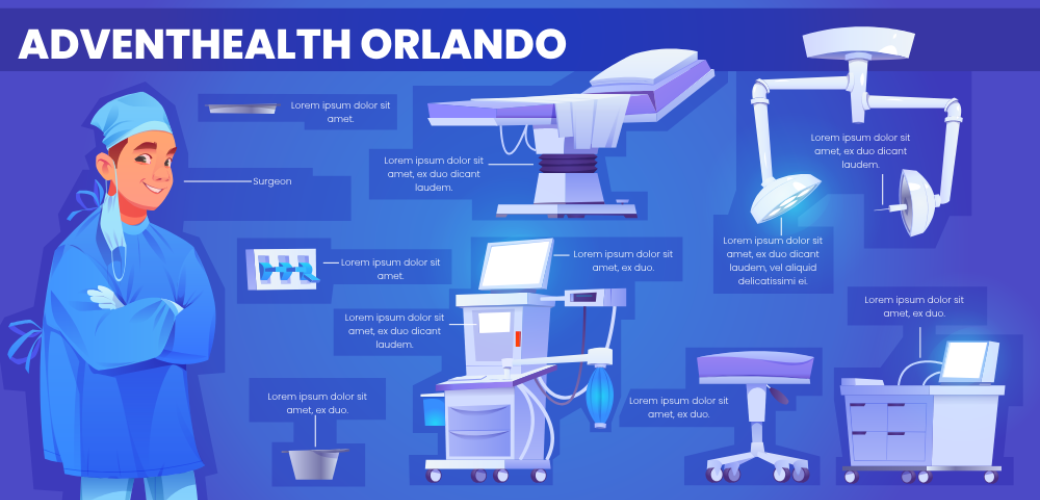 ADVENTHEALTH ORLANDO
Lorem ipsum dolor sit
amet.
Surgeon
Lorem ipsum dolor sit
amet, ex duo dicant
laudem.
Lorem ipsum dolor sit
amet, ex duo dicant
laudem.
Lorem ipsum dolor sit
amet, ex duo dicant
laudem, vel aliquid
delicatissimi ei.
Lorem ipsum dolor sit
amet.
Lorem ipsum dolor sit
amet, ex duo.
Lorem ipsum dolor sit
amet, ex duo dicant
laudem.
Lorem ipsum dolor sit
amet, ex duo.
Lorem ipsum dolor sit
amet, ex duo.
Lorem ipsum dolor sit
amet, ex duo.